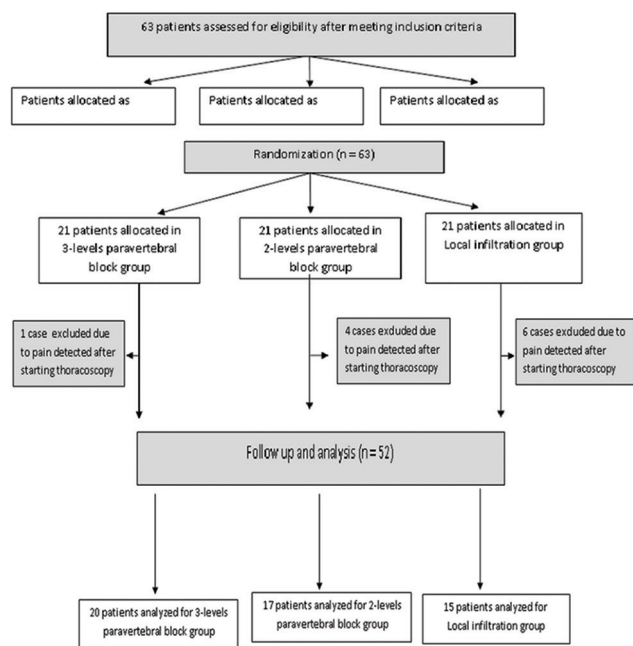 63 patients assessed for eligibility after meeting inclusion criteria
Patients allocated as
Patients allocated as
Patients allocated as
Randomization (n = 63)
21 patients allocated in
3-levels paravertebral
block group
21 patients allocated in
2-levels paravertebral
block group
21 patients allocated in
Local infiltration group
1 case excluded due
to pain detected after
starting thoracoscopy
4 cases exduded due
to pain detected after
starting thoracoscopy
6 cases exduded due to
pain detected after
starting thoracoscopy
Follow up and analysis (n = 52)
20 patients analyzed for 3-levels
paravertebral block group
17 patients analyzed for 2-levels
paravertebral block group
15 patients analyzed for
Local infiltration group